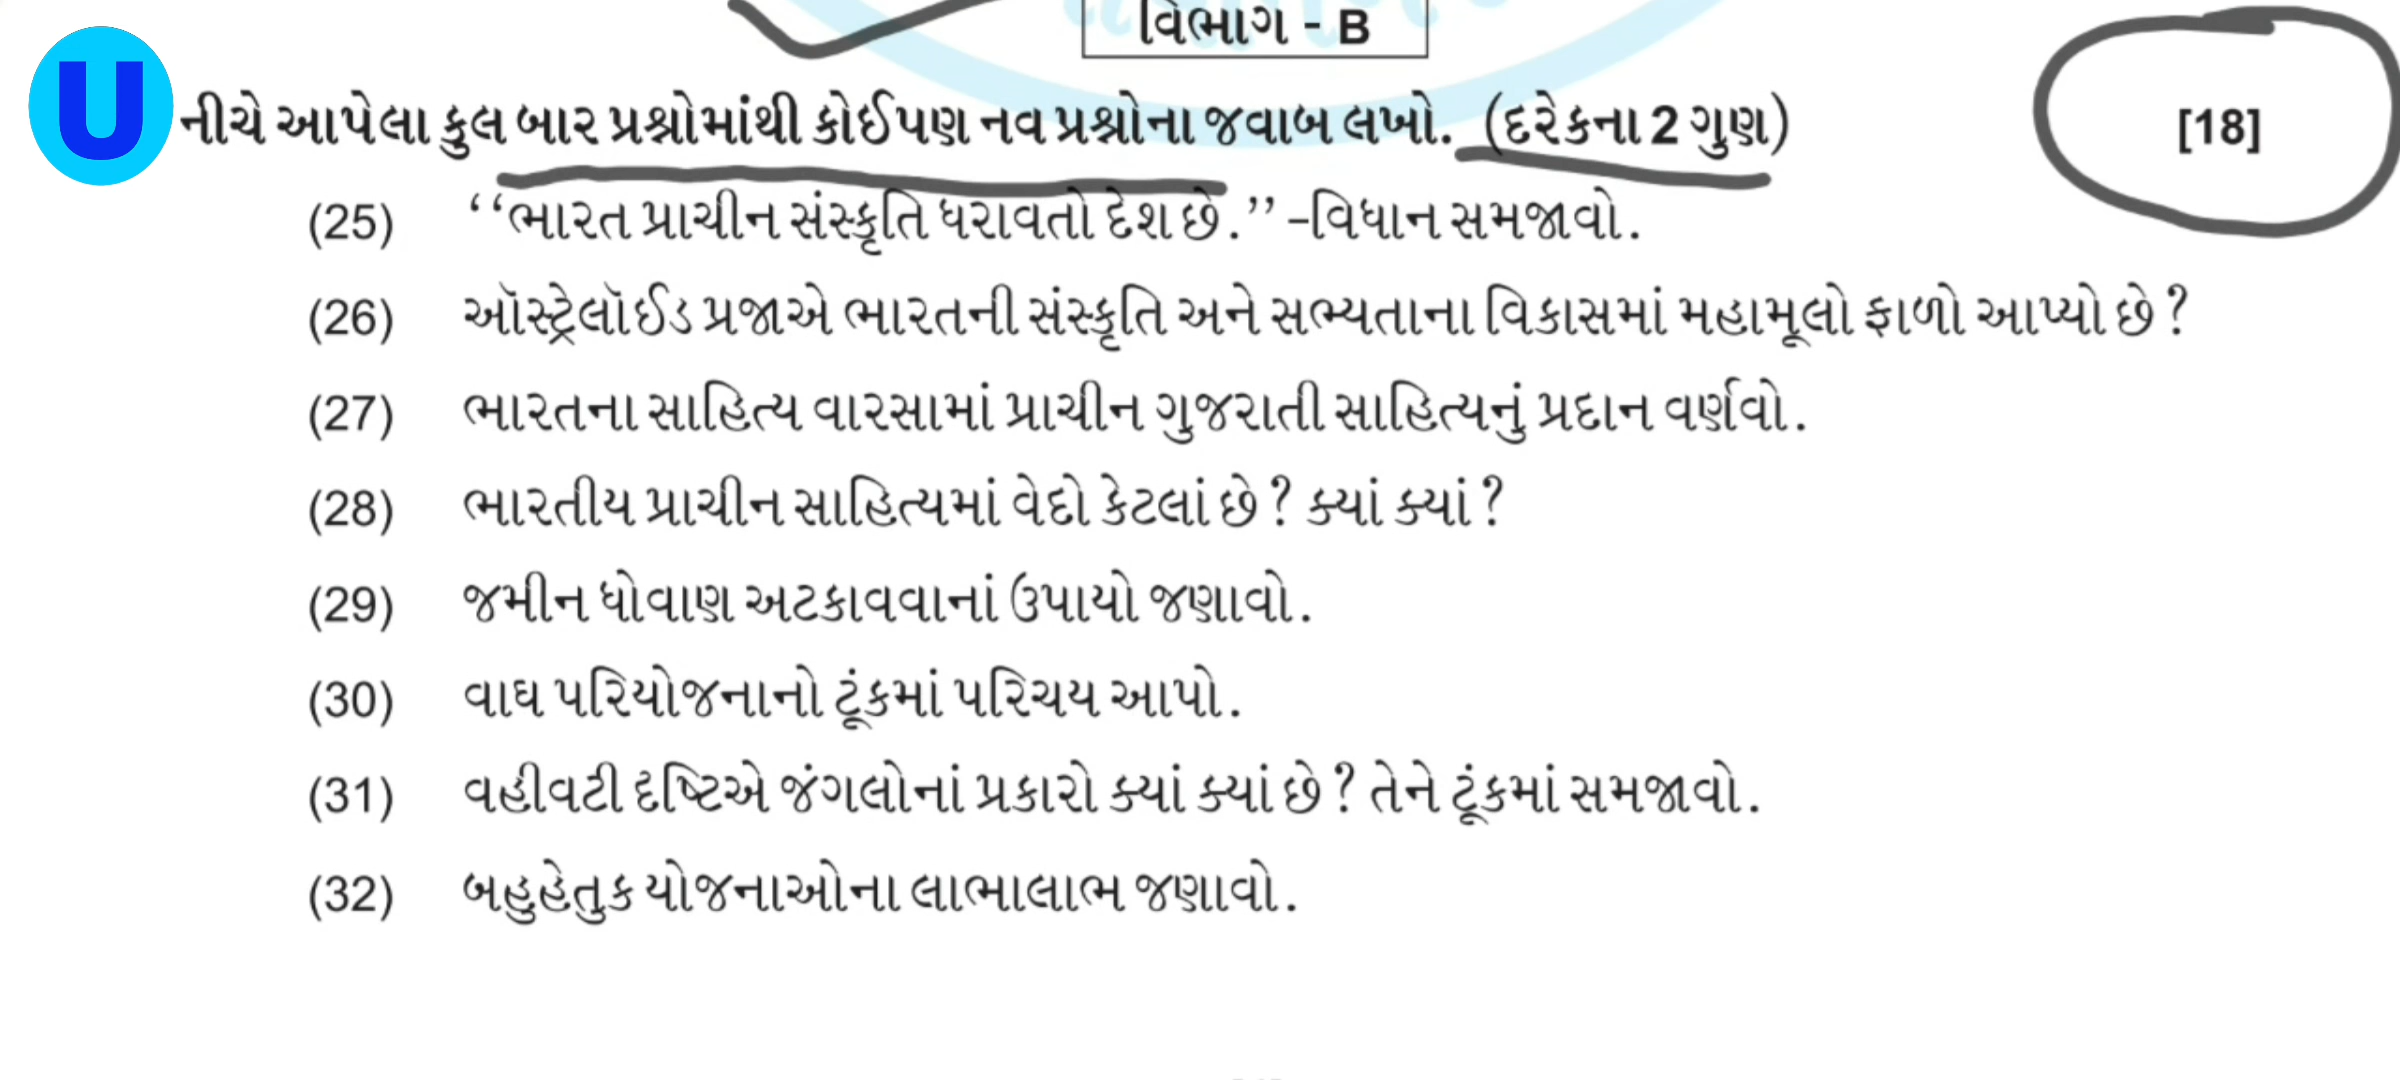 વિભાગ - B
U નીચે આપેલા કુલ બાર પ્રશ્નોમાંથી કોઈપણ નવ પ્રશ્નોના જવાબ લખો. (દરેકના 2 ગુણ) [18]
(25) ‘‘ભારત પ્રાચીન સંસ્કૃતિ ધરાવતો દેશ છે.’’ –વિધાન સમજાવો.
(26) ઑસ્ટ્રેલૉઈડ પ્રજાએ ભારતની સંસ્કૃતિ અને સભ્યતાના વિકાસમાં મહામૂલો ફાળો આપ્યો છે ?
(27) ભારતના સાહિત્ય વારસામાં પ્રાચીન ગુજરાતી સાહિત્યનું પ્રદાન વર્ણવો.
(28) ભારતીય પ્રાચીન સાહિત્યમાં વેદો કેટલાં છે ? ક્યાં ક્યાં ?
(29) જમીન ધોવાણ અટકાવવાનાં ઉપાયો જણાવો.
(30) વાઘ પરિયોજનાનો ટૂંકમાં પરિચય આપો.
(31) વહીવટી દૃષ્ટિએ જંગલોનાં પ્રકારો ક્યાં ક્યાં છે ? તેને ટૂંકમાં સમજાવો.
(32) બહુહેતુક યોજનાઓના લાભાલાભ જણાવો.